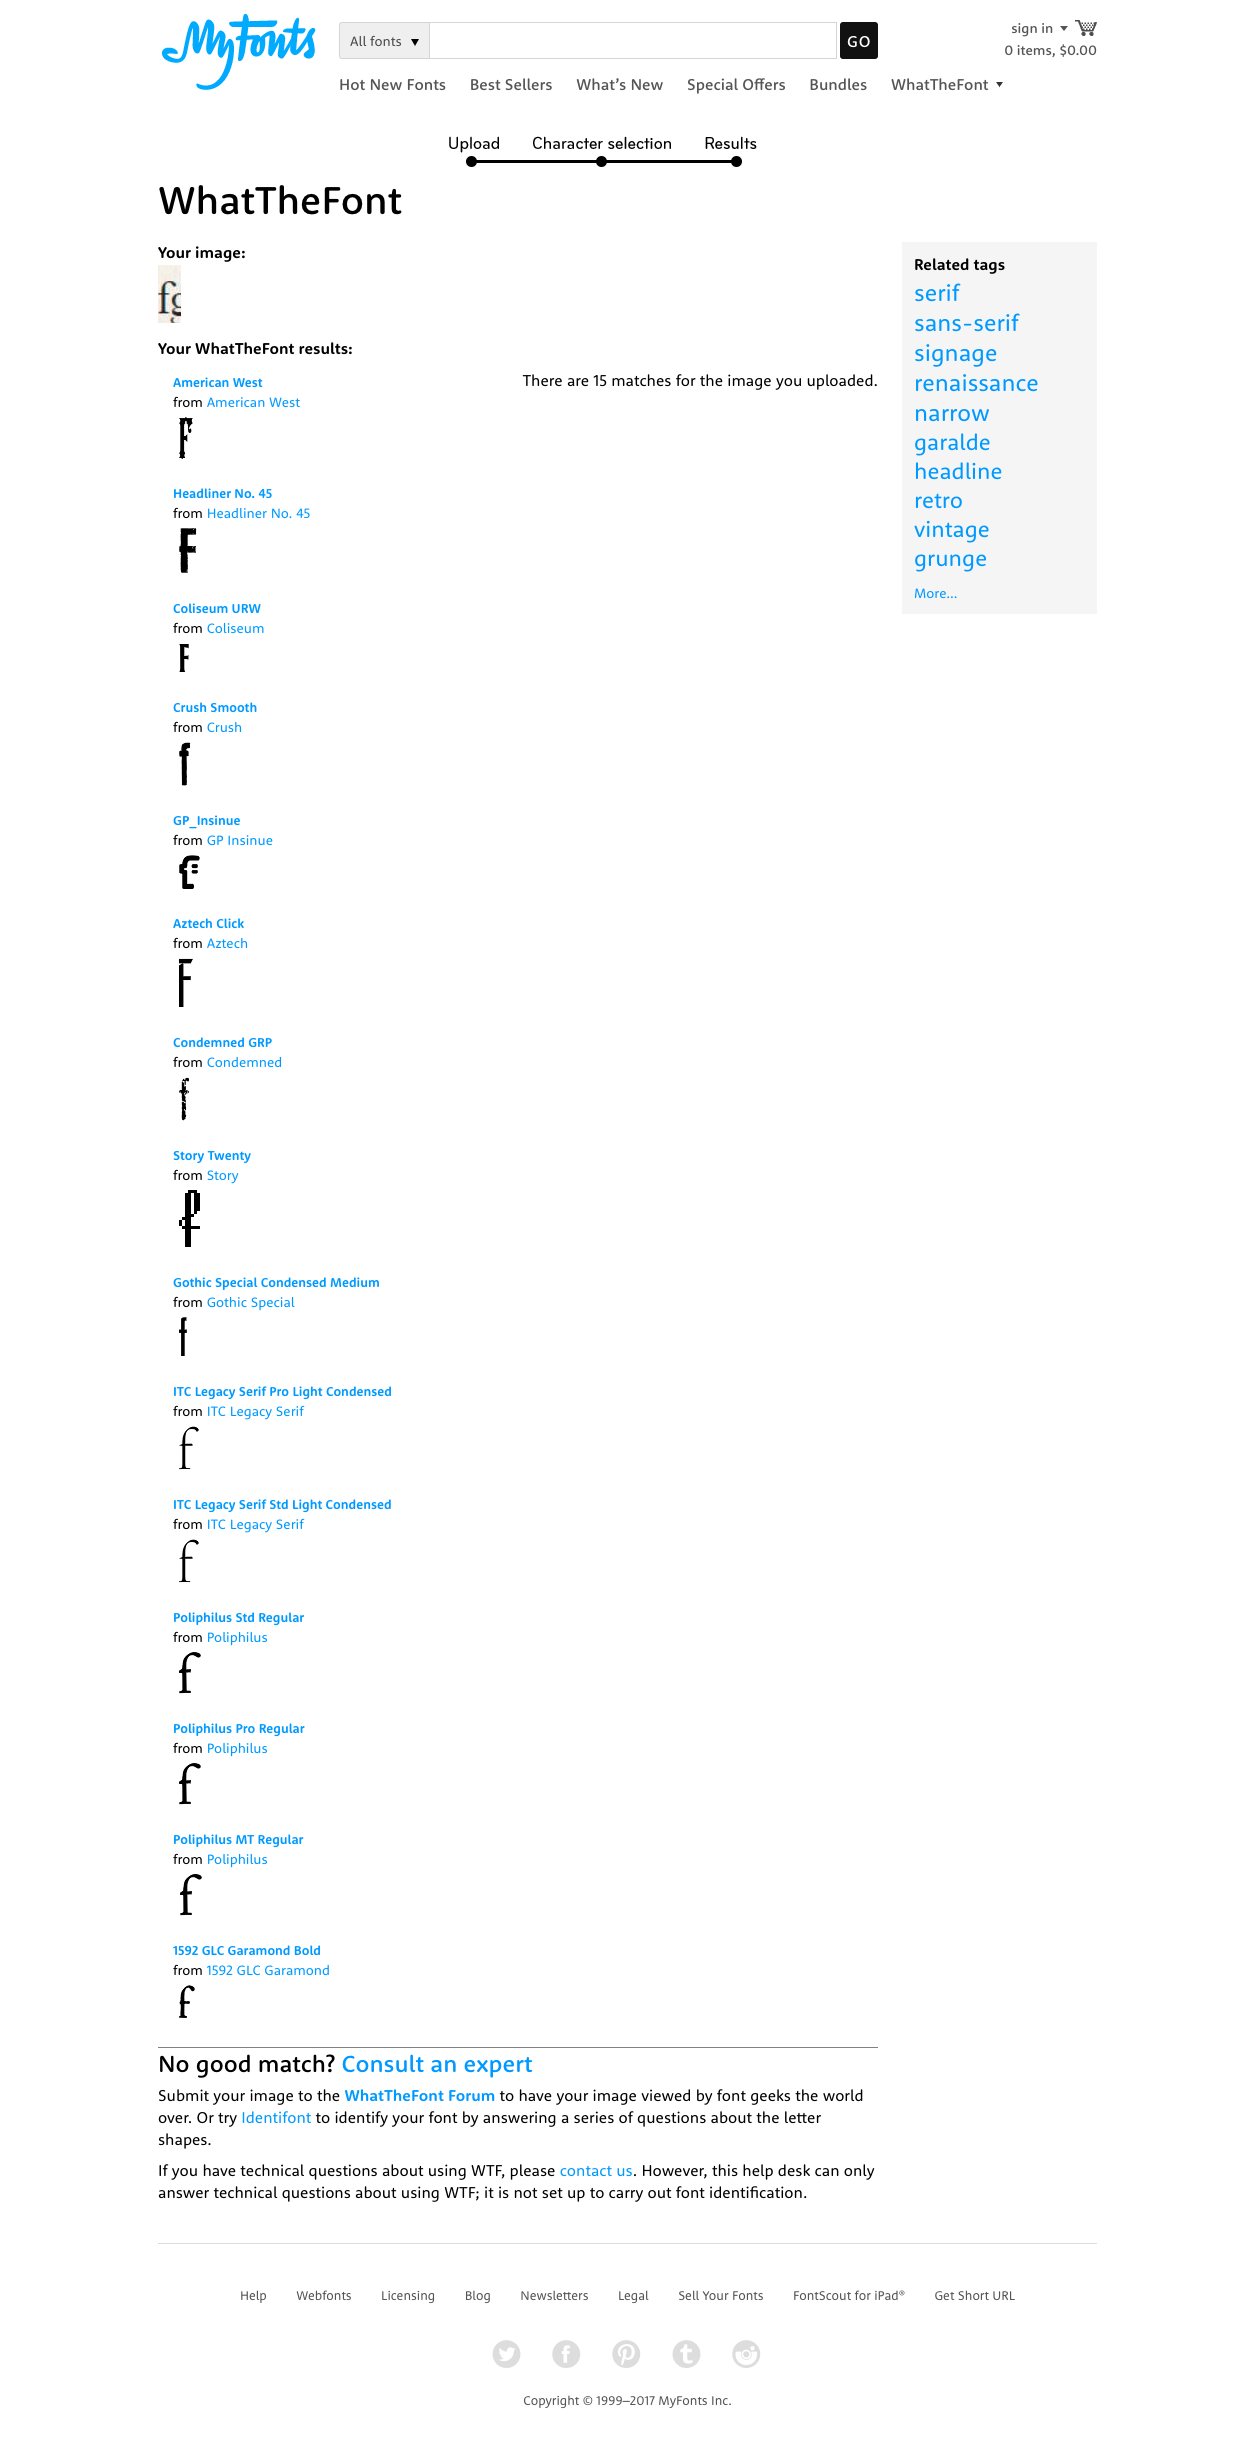 MyFonts
All fonts
GO
sign in
0 items, $0.00
Hot New Fonts Best Sellers What's New Special Offers Bundles WhatTheFont
Upload Character selection Results
WhatTheFont
Your image:
f
Your WhatTheFont results:
There are 15 matches for the image you uploaded.
American West
from American West
F
Headliner No. 45
from Headliner No. 45
F
Coliseum URW
from Coliseum
F
Crush Smooth
from Crush
f
GP_Insinue
from GP Insinue
f
Aztech Click
from Aztech
F
Condemned GRP
from Condemned
f
Story Twenty
from Story
f
Gothic Special Condensed Medium
from Gothic Special
f
ITC Legacy Serif Pro Light Condensed
from ITC Legacy Serif
f
ITC Legacy Serif Std Light Condensed
from ITC Legacy Serif
f
Poliphilus Std Regular
from Poliphilus
f
Poliphilus Pro Regular
from Poliphilus
f
Poliphilus MT Regular
from Poliphilus
f
1592 GLC Garamond Bold
from 1592 GLC Garamond
f
Related tags
serif
sans-serif
signage
renaissance
narrow
garalde
headline
retro
vintage
grunge
More...
No good match? Consult an expert
Submit your image to the WhatTheFont Forum to have your image viewed by font geeks the world
over. Or try Identifont to identify your font by answering a series of questions about the letter
shapes.
If you have technical questions about using WTF, please contact us. However, this help desk can only
answer technical questions about using WTF; it is not set up to carry out font identification.
Help Webfonts Licensing Blog Newsletters Legal Sell Your Fonts FontScout for iPad® Get Short URL
Copyright © 1999–2017 MyFonts Inc.